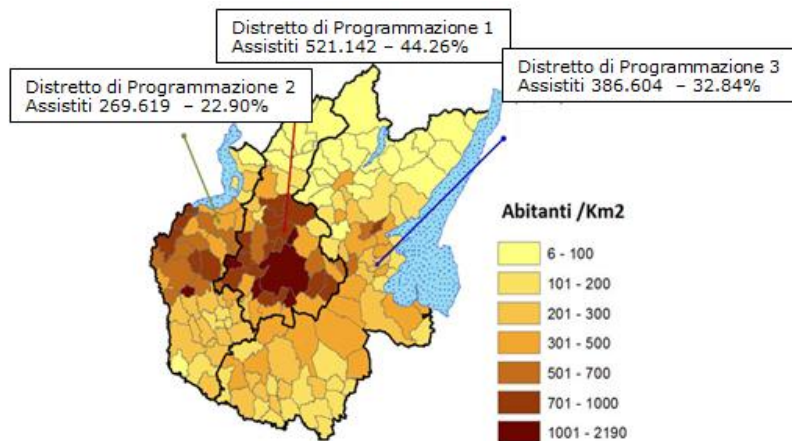 Distretto di Programmazione 1
Assistiti 521.142 – 44.26%
Distretto di Programmazione 2
Assistiti 269.619 – 22.90%
Distretto di Programmazione 3
Assistiti 386.604 – 32.84%
Abitanti /Km2
6 - 100
101 - 200
201 - 300
301 - 500
501 - 700
701 - 1000
1001 - 2190